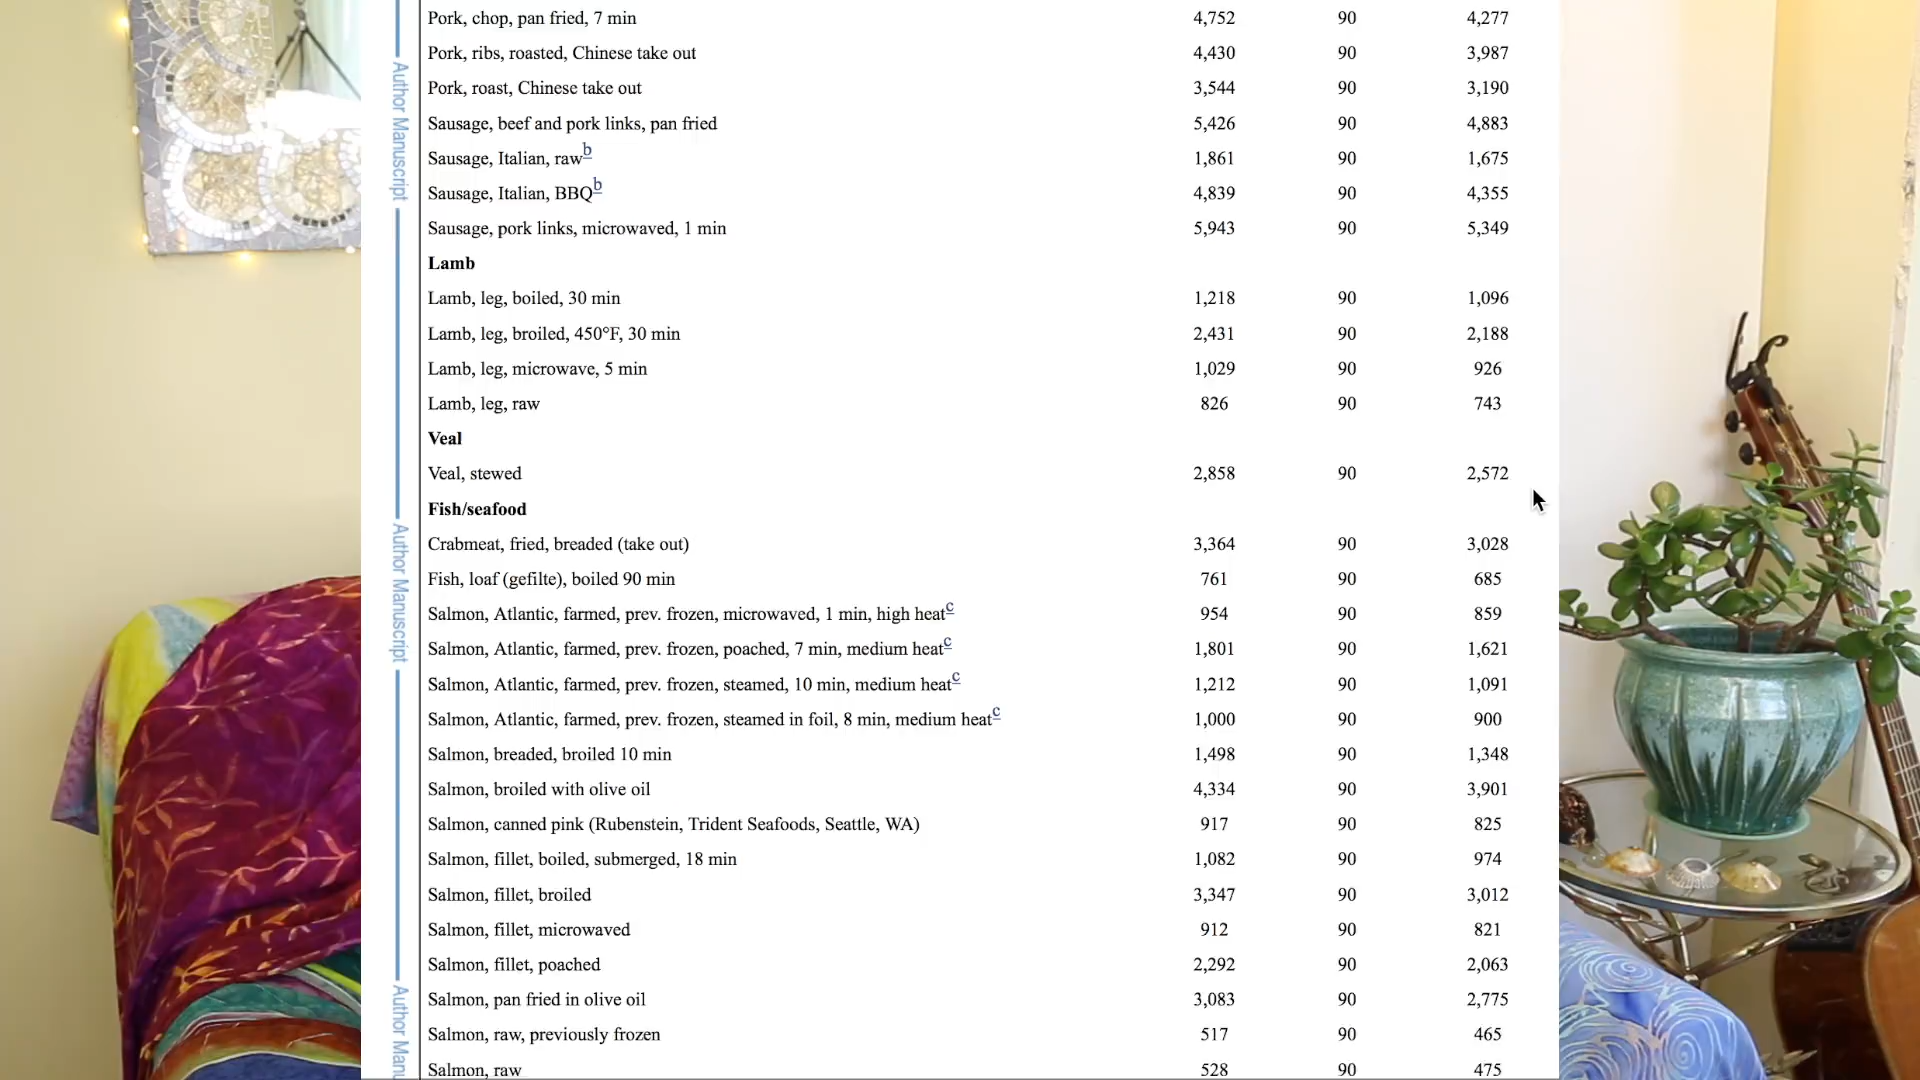 Pork, chop, pan fried, 7 min 4,752 90 4,277
Pork, ribs, roasted, Chinese take out 4,430 90 3,987
Pork, roast, Chinese take out 3,544 90 3,190
Sausage, beef and pork links, pan fried 5,426 90 4,883
Sausage, Italian, raw b 1,861 90 1,675
Sausage, Italian, BBQ b 4,839 90 4,355
Sausage, pork links, microwaved, 1 min 5,943 90 5,349
Lamb
Lamb, leg, boiled, 30 min 1,218 90 1,096
Lamb, leg, broiled, 450°F, 30 min 2,431 90 2,188
Lamb, leg, microwave, 5 min 1,029 90 926
Lamb, leg, raw 826 90 743
Veal
Veal, stewed 2,858 90 2,572
Fish/seafood
Crabmeat, fried, breaded (take out) 3,364 90 3,028
Fish, loaf (gefilte), boiled 90 min 761 90 685
Salmon, Atlantic, farmed, prev. frozen, microwaved, 1 min, high heat c 954 90 859
Salmon, Atlantic, farmed, prev. frozen, poached, 7 min, medium heat c 1,801 90 1,621
Salmon, Atlantic, farmed, prev. frozen, steamed, 10 min, medium heat c 1,212 90 1,091
Salmon, Atlantic, farmed, prev. frozen, steamed in foil, 8 min, medium heat c 1,000 90 900
Salmon, breaded, broiled 10 min 1,498 90 1,348
Salmon, broiled with olive oil 4,334 90 3,901
Salmon, canned pink (Rubenstein, Trident Seafoods, Seattle, WA) 917 90 825
Salmon, fillet, boiled, submerged, 18 min 1,082 90 974
Salmon, fillet, broiled 3,347 90 3,012
Salmon, fillet, microwaved 912 90 821
Salmon, fillet, poached 2,292 90 2,063
Salmon, pan fried in olive oil 3,083 90 2,775
Salmon, raw, previously frozen 517 90 465
Salmon, raw 528 90 475
Author Manuscript
Author Manuscript
Author Manu